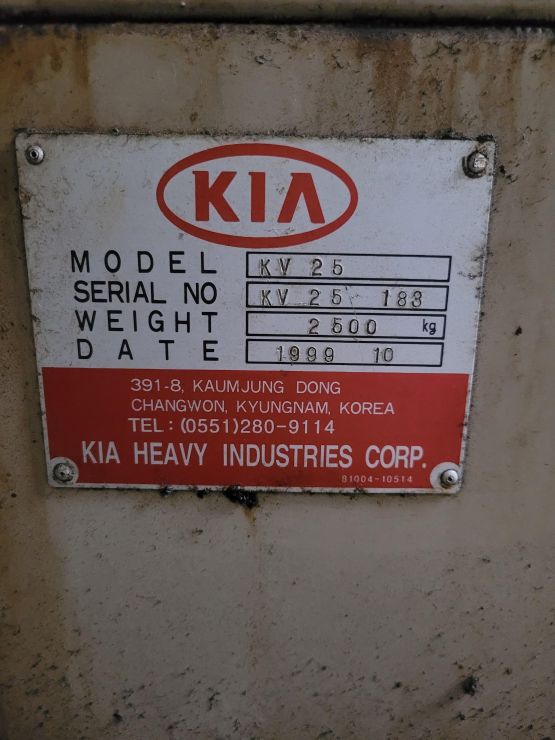 KIA
MODEL KV 25
SERIAL NO KV 25 183
WEIGHT 2500 kg
DATE 1999 10
391-8, KAUMJUNG DONG
CHANGWON, KYUNGNAM, KOREA
TEL : (0551)280-9114
KIA HEAVY INDUSTRIES CORP.
81004-10514